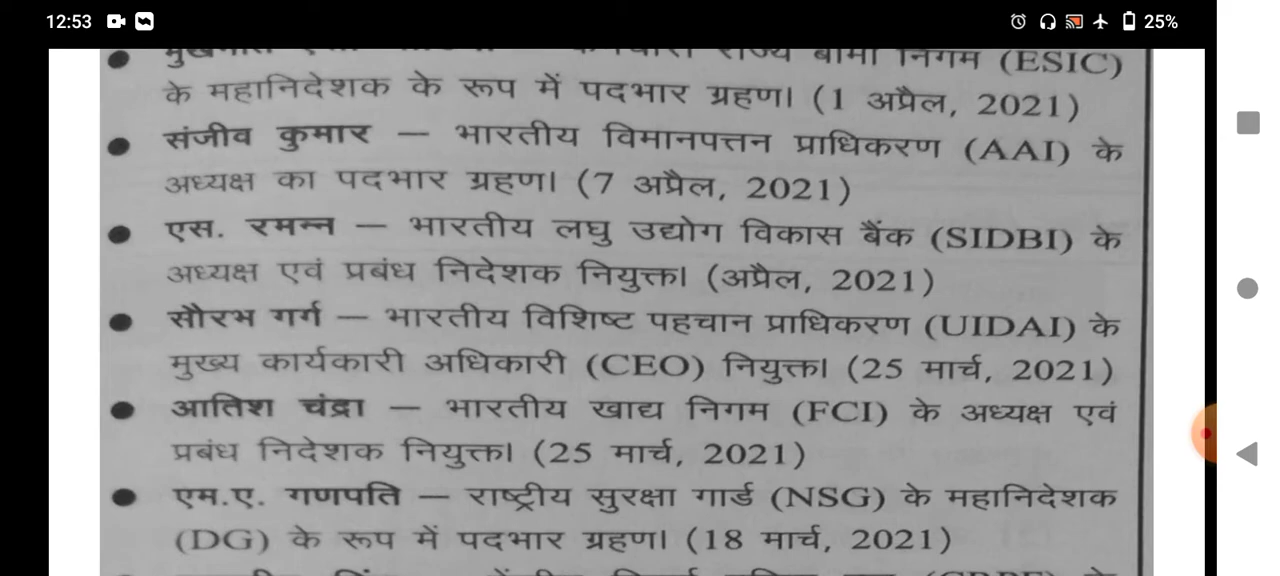 12:53
25%
राज्य बीमा निगम (ESIC)
के महानिदेशक के रूप में पदभार ग्रहण। (1 अप्रैल, 2021)
● संजीव कुमार — भारतीय विमानपत्तन प्राधिकरण (AAI) के
अध्यक्ष का पदभार ग्रहण। (7 अप्रैल, 2021)
● एस. रमन्न — भारतीय लघु उद्योग विकास बैंक (SIDBI) के
अध्यक्ष एवं प्रबंध निदेशक नियुक्त। (अप्रैल, 2021)
● सौरभ गर्ग — भारतीय विशिष्ट पहचान प्राधिकरण (UIDAI) के
मुख्य कार्यकारी अधिकारी (CEO) नियुक्त। (25 मार्च, 2021)
● आतिश चंद्रा — भारतीय खाद्य निगम (FCI) के अध्यक्ष एवं
प्रबंध निदेशक नियुक्त। (25 मार्च, 2021)
● एम.ए. गणपति — राष्ट्रीय सुरक्षा गार्ड (NSG) के महानिदेशक
(DG) के रूप में पदभार ग्रहण। (18 मार्च, 2021)